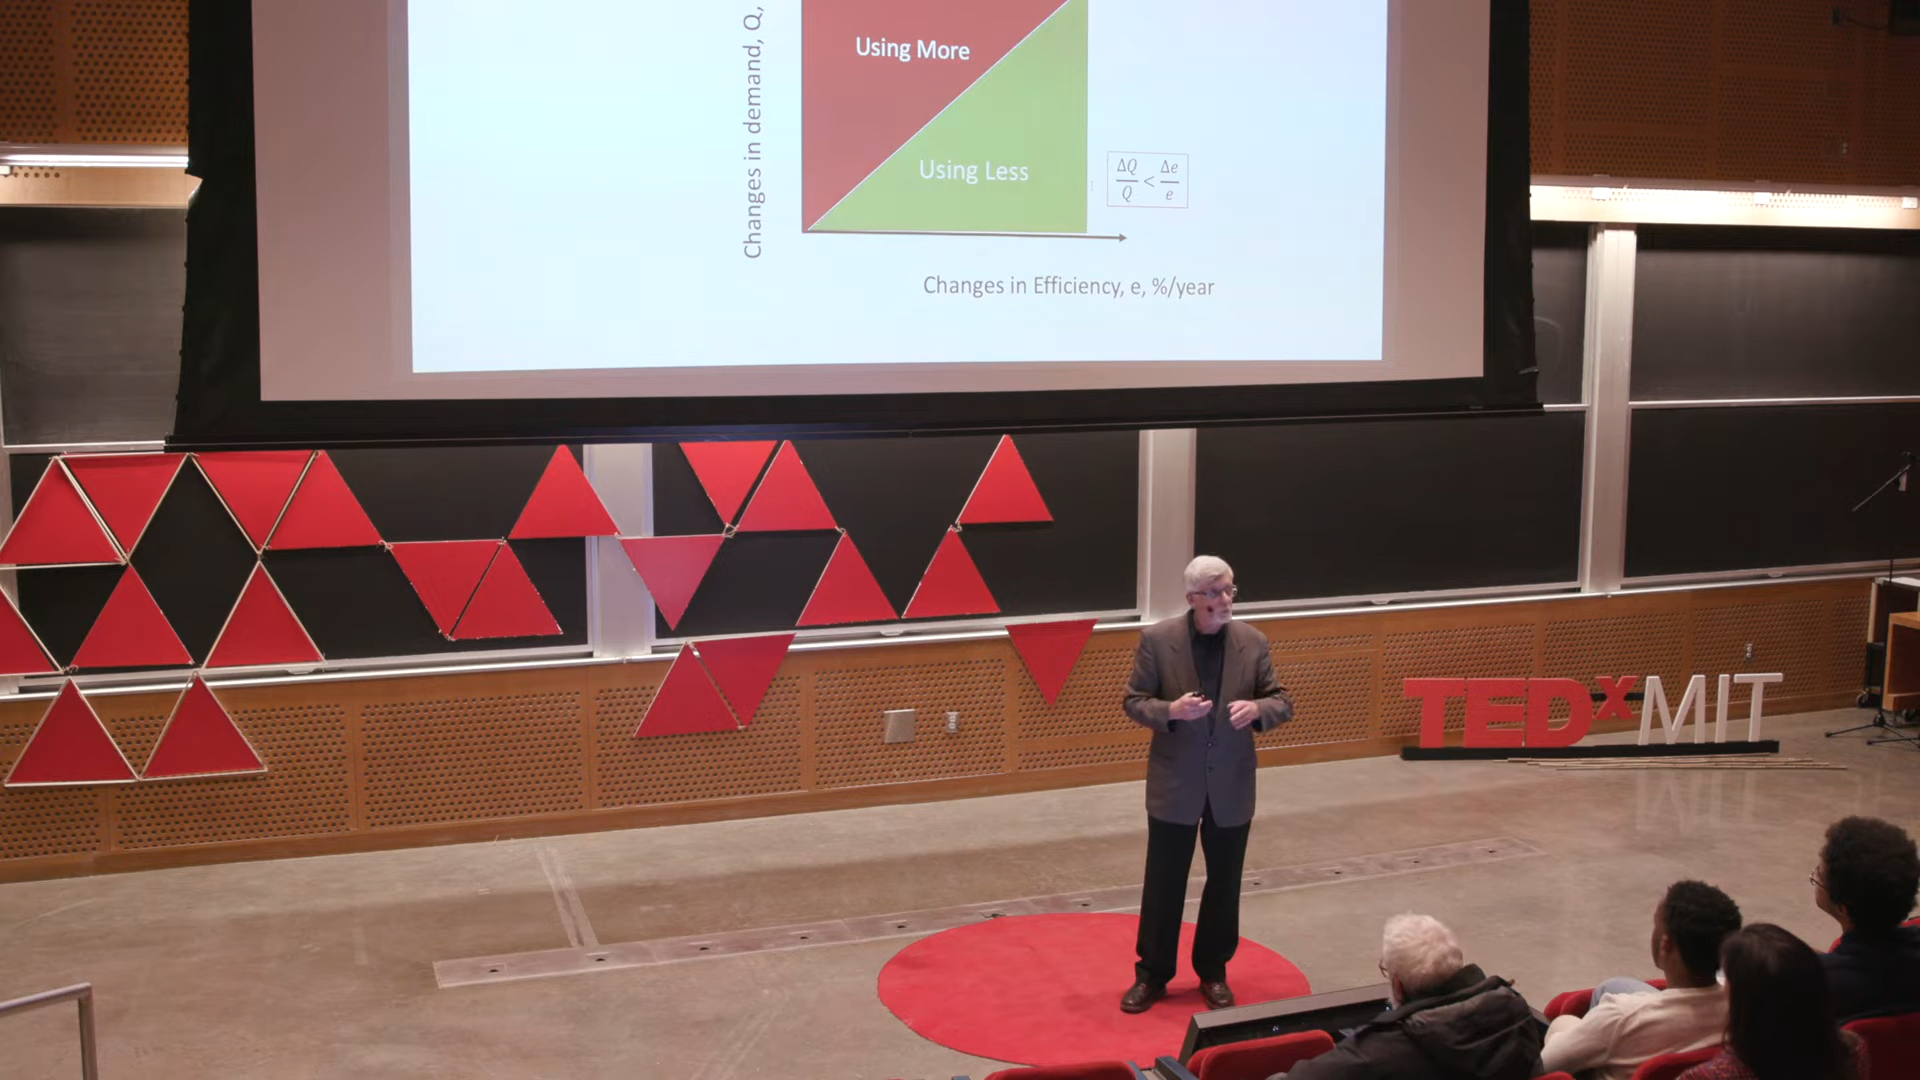 Changes in demand, Q,
Using More
Using Less
ΔQ/Q < Δe/e
Changes in Efficiency, e, %/year
TEDxMIT